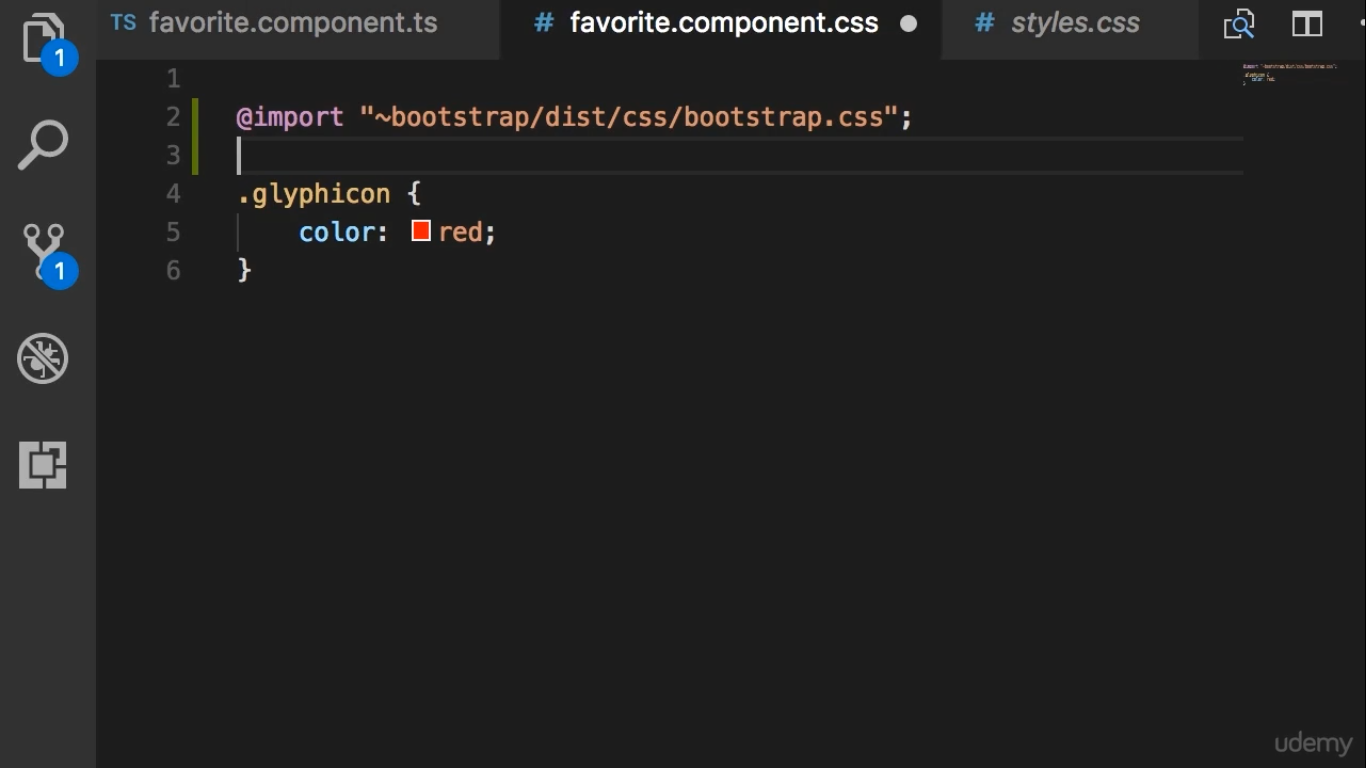 1
TS favorite.component.ts
# favorite.component.css
# styles.css
1
2 @import "~bootstrap/dist/css/bootstrap.css";
3
4 .glyphicon {
5 color: red;
6 }
1
udemy